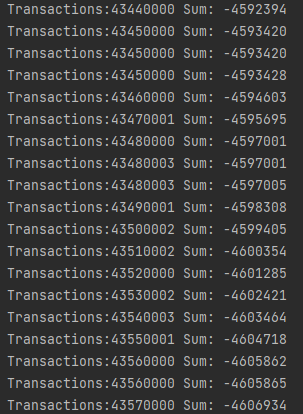 Transactions:43440000 Sum: -4592394
Transactions:43450000 Sum: -4593420
Transactions:43450000 Sum: -4593420
Transactions:43450000 Sum: -4593428
Transactions:43460000 Sum: -4594603
Transactions:43470001 Sum: -4595695
Transactions:43480000 Sum: -4597001
Transactions:43480003 Sum: -4597001
Transactions:43480003 Sum: -4597005
Transactions:43490001 Sum: -4598308
Transactions:43500002 Sum: -4599405
Transactions:43510002 Sum: -4600354
Transactions:43520000 Sum: -4601285
Transactions:43530002 Sum: -4602421
Transactions:43540003 Sum: -4603464
Transactions:43550001 Sum: -4604718
Transactions:43560000 Sum: -4605862
Transactions:43560000 Sum: -4605865
Transactions:43570000 Sum: -4606934